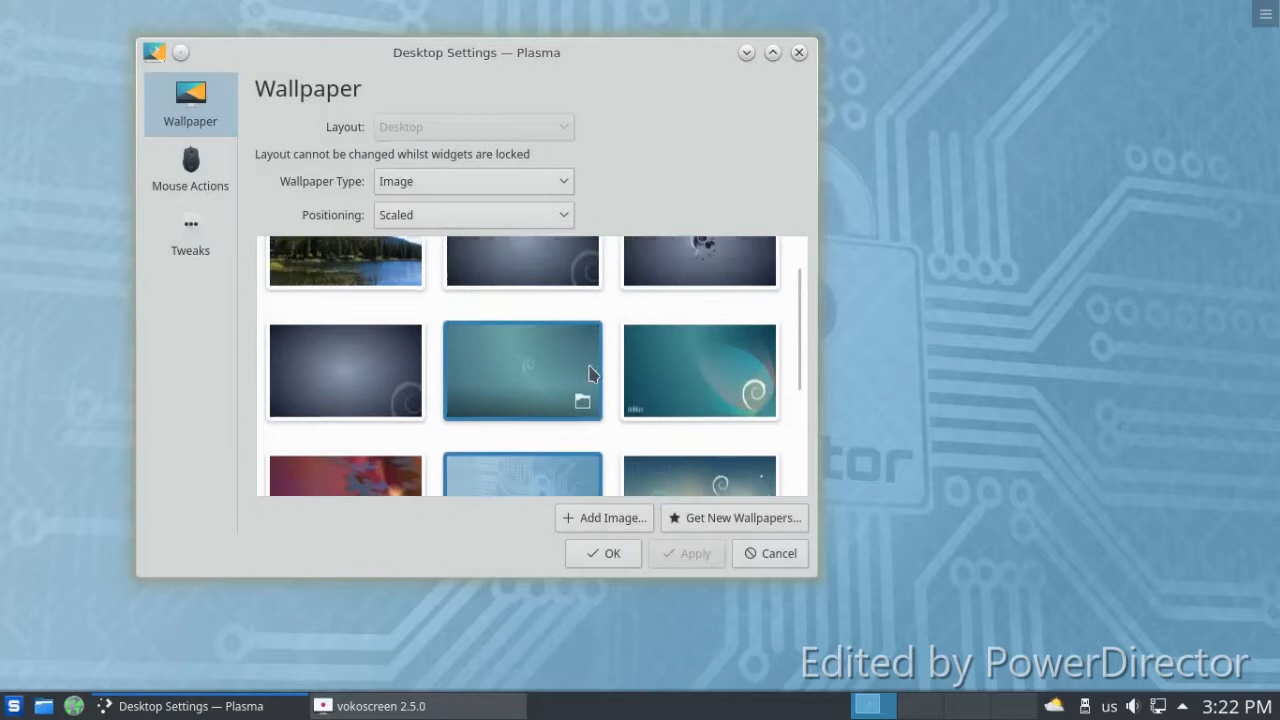 Desktop Settings — Plasma
Wallpaper
Wallpaper
Layout: Desktop
Layout cannot be changed whilst widgets are locked
Wallpaper Type: Image
Positioning: Scaled
Mouse Actions
Tweaks
Add Image...
Get New Wallpapers...
OK
Apply
Cancel
tor
Edited by PowerDirector
Desktop Settings — Plasma
vokoscreen 2.5.0
us
3:22 PM